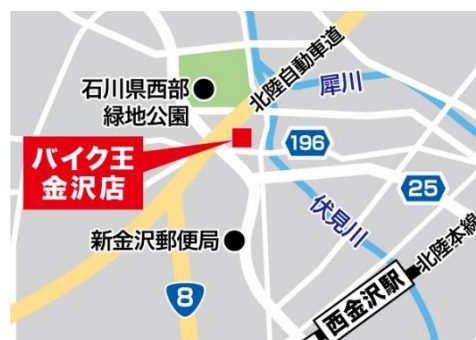 北陸自動車道
石川県西部
緑地公園
犀川
バイク王
金沢店
196
25
伏見川
新金沢郵便局
8
西金沢駅
北陸本線